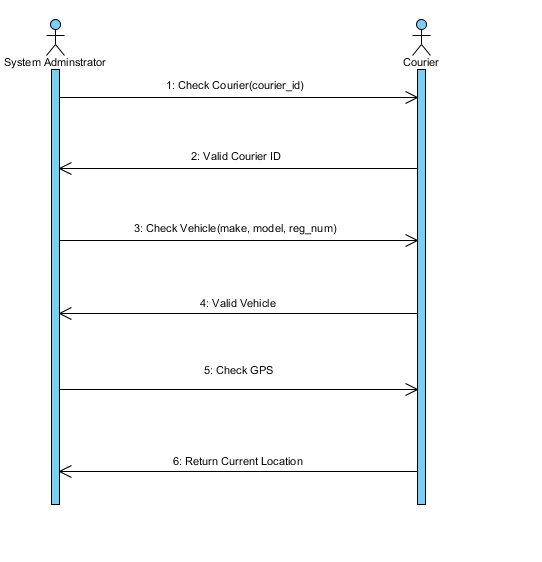 System Adminstrator
Courier
1: Check Courier(courier_id)
2: Valid Courier ID
3: Check Vehicle(make, model, reg_num)
4: Valid Vehicle
5: Check GPS
6: Return Current Location